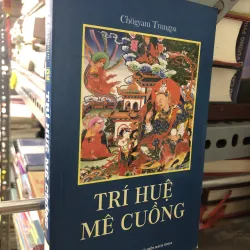 Chögyam Trungpa
TRÍ HUỆ
MÊ CUỒNG